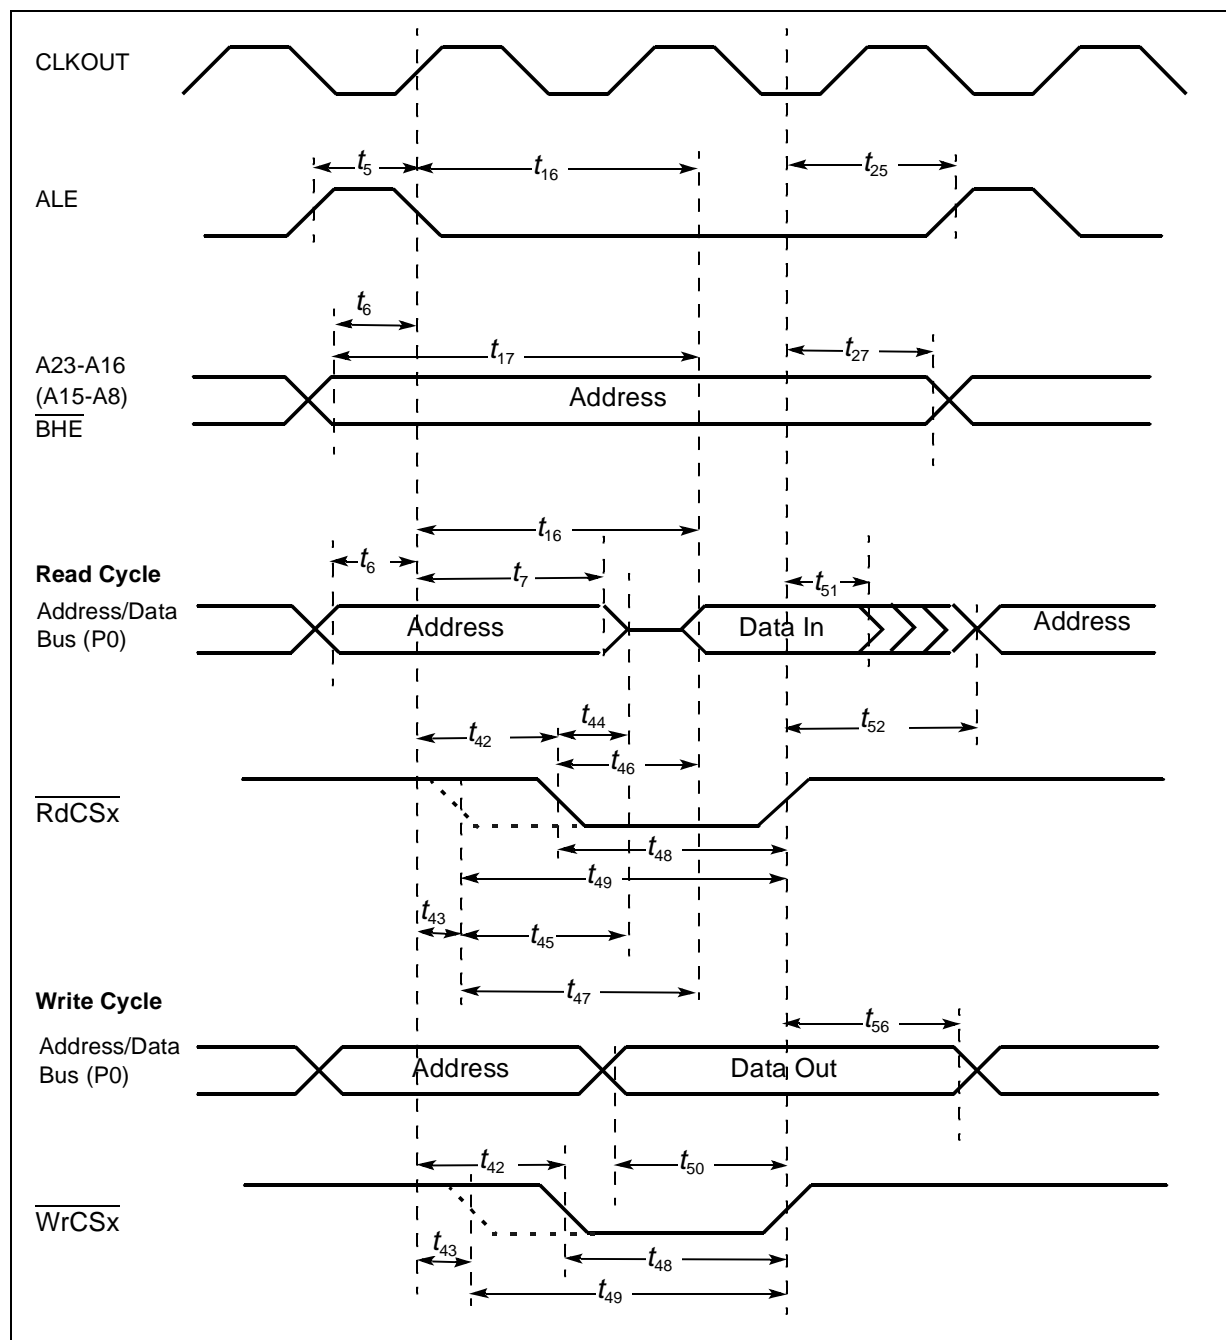 CLKOUT
t5
t16
t25
ALE
t6
t17
t27
A23-A16
(A15-A8)
BHE
Address
t16
Read Cycle
t6
t7
t51
Address/Data
Bus (P0)
Address
Data In
Address
t44
t42
t52
t46
RdCSx
t48
t49
t43
t45
t47
Write Cycle
t56
Address/Data
Bus (P0)
Address
Data Out
t42
t50
WrCSx
t43
t48
t49